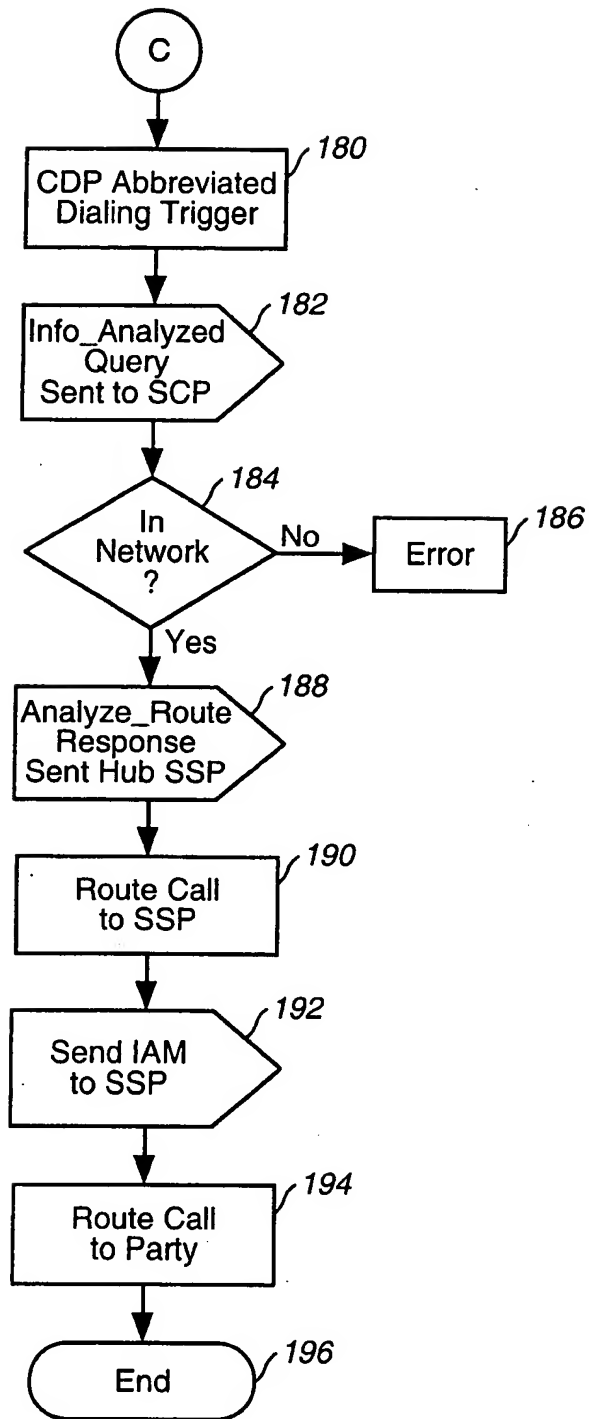 C
180
CDP Abbreviated
Dialing Trigger
182
Info_Analyzed
Query
Sent to SCP
184
In
Network
?
No
186
Error
Yes
188
Analyze_Route
Response
Sent Hub SSP
190
Route Call
to SSP
192
Send IAM
to SSP
194
Route Call
to Party
196
End